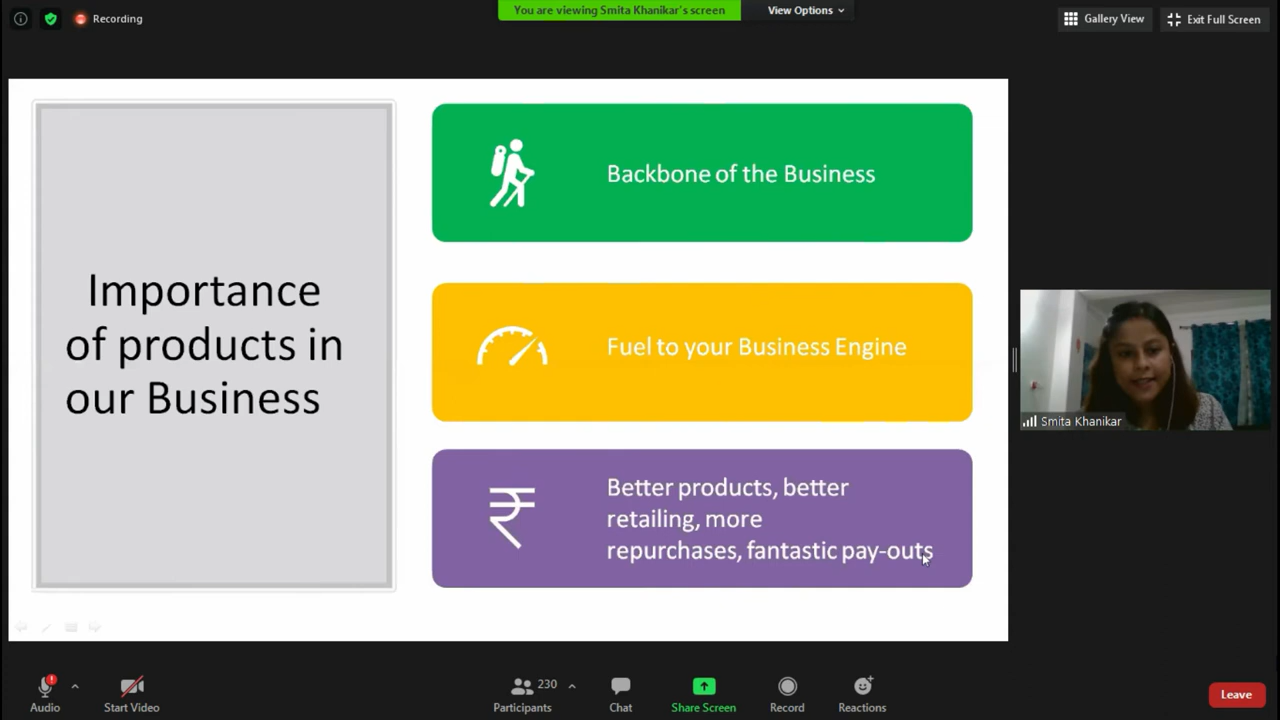 Recording
You are viewing Smita Khanikar's screen
View Options
Gallery View
Exit Full Screen
Importance
of products in
our Business
Backbone of the Business
Fuel to your Business Engine
₹
Better products, better
retailing, more
repurchases, fantastic pay-outs
Smita Khanikar
Audio
Start Video
230
Participants
Chat
Share Screen
Record
Reactions
Leave